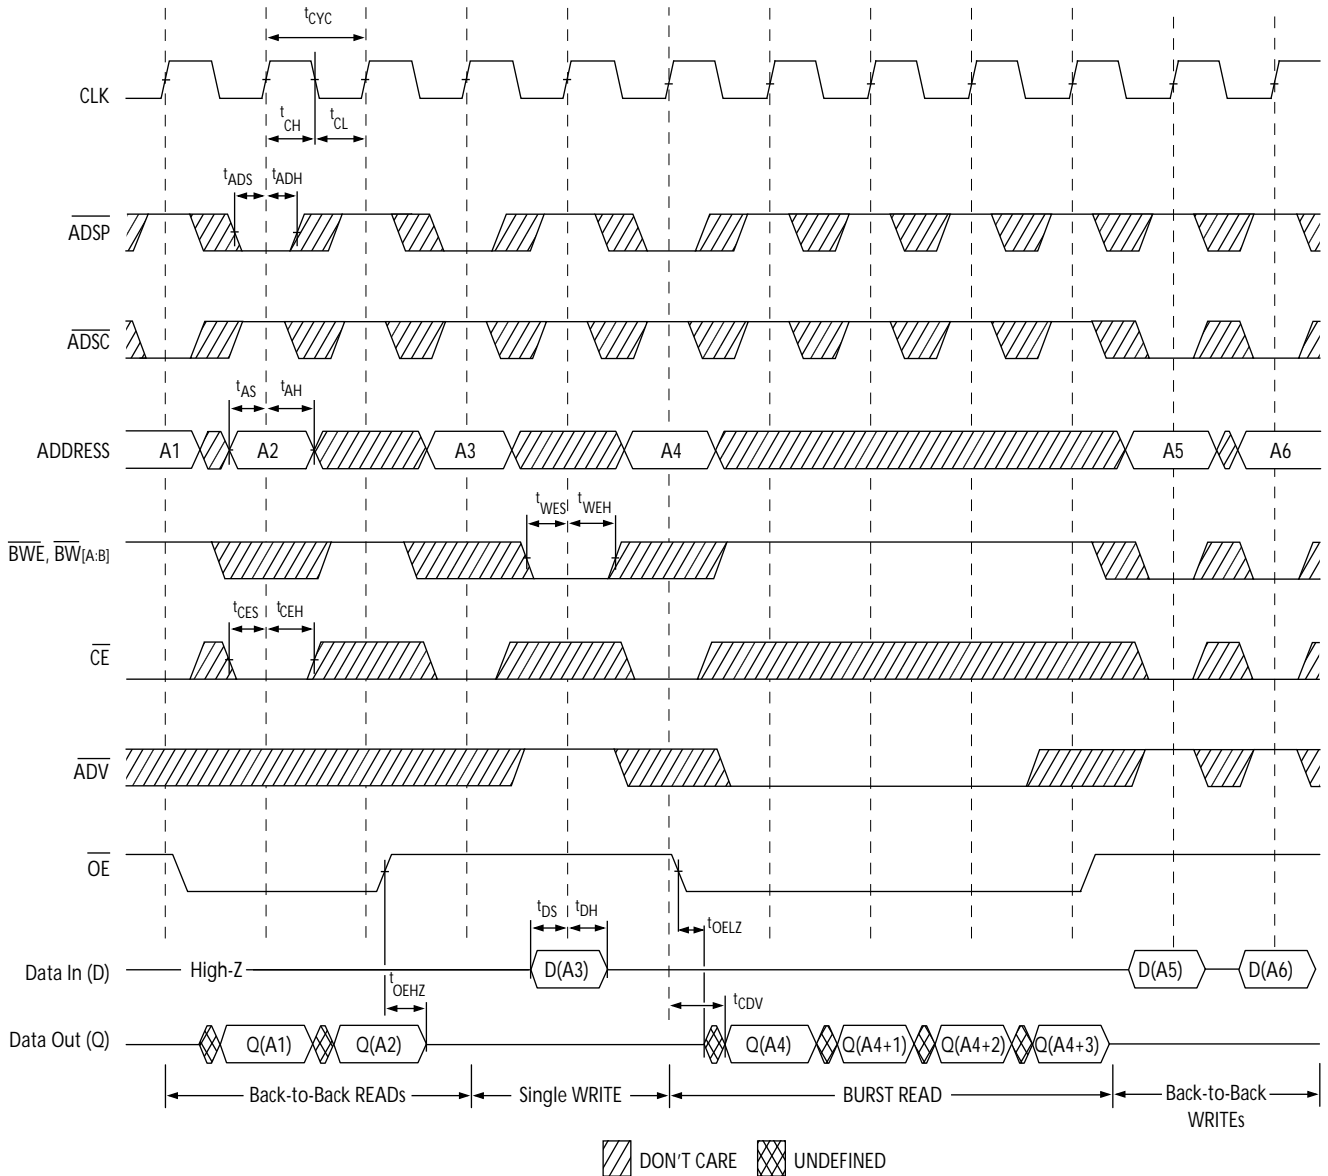 tCYC
CLK
tCH tCL
tADS tADH
ADSP
ADSC
tAS tAH
ADDRESS A1 A2 A3 A4 A5 A6
tWES tWEH
BWE, BW[A:B]
tCES tCEH
CE
ADV
OE
tDS tDH tOELZ
Data In (D) High-Z D(A3) D(A5) D(A6)
tOEHZ tCDV
Data Out (Q) Q(A1) Q(A2) Q(A4) Q(A4+1) Q(A4+2) Q(A4+3)
Back-to-Back READs Single WRITE BURST READ Back-to-Back
WRITEs
DON'T CARE UNDEFINED